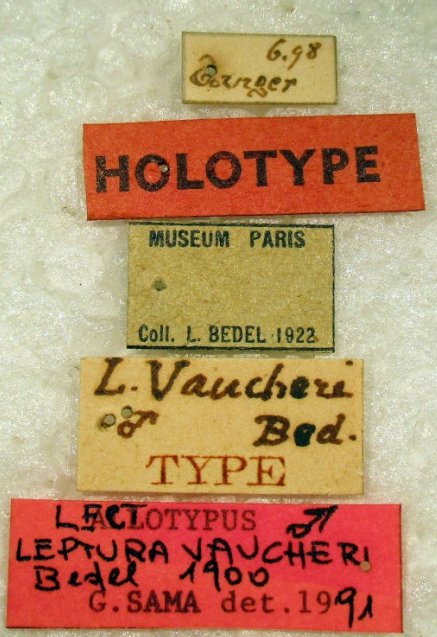 6.98
Tanger
HOLOTYPE
MUSEUM PARIS
Coll. L. BEDEL 1922
L. Vaucheri
♂ Bed.
TYPE
LECTOTYPUS ♂
LEPTURA VAUCHERI
Bedel 1900
G. SAMA det. 1991